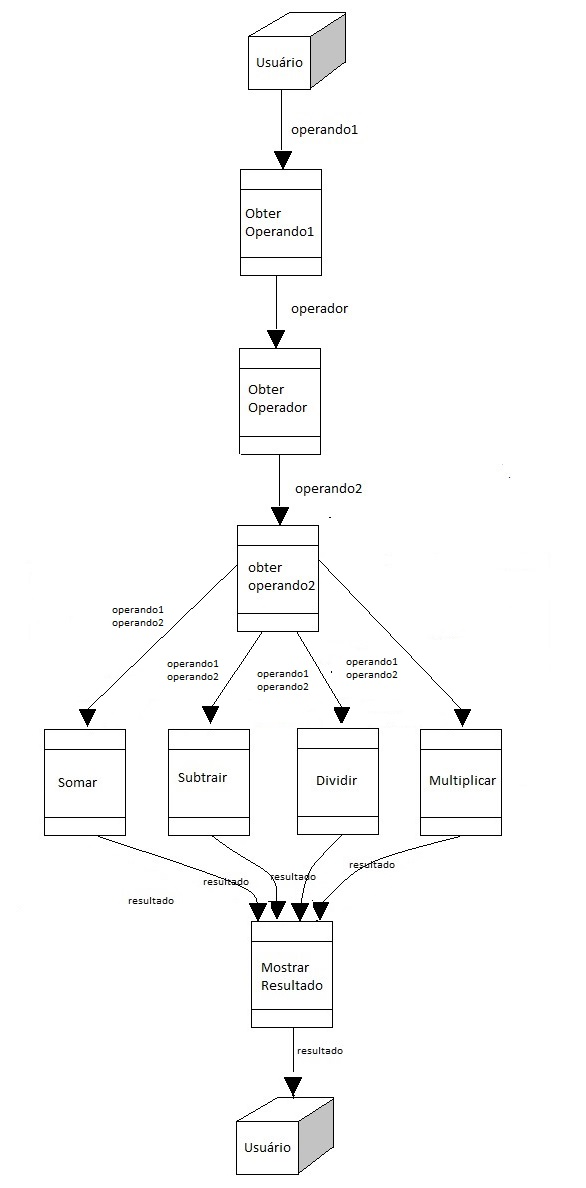 Usuário
operando1
Obter
Operando1
operador
Obter
Operador
operando2
obter
operando2
operando1
operando2
operando1
operando2
operando1
operando2
operando1
operando2
Somar
Subtrair
Dividir
Multiplicar
resultado
resultado
resultado
resultado
Mostrar
Resultado
resultado
Usuário